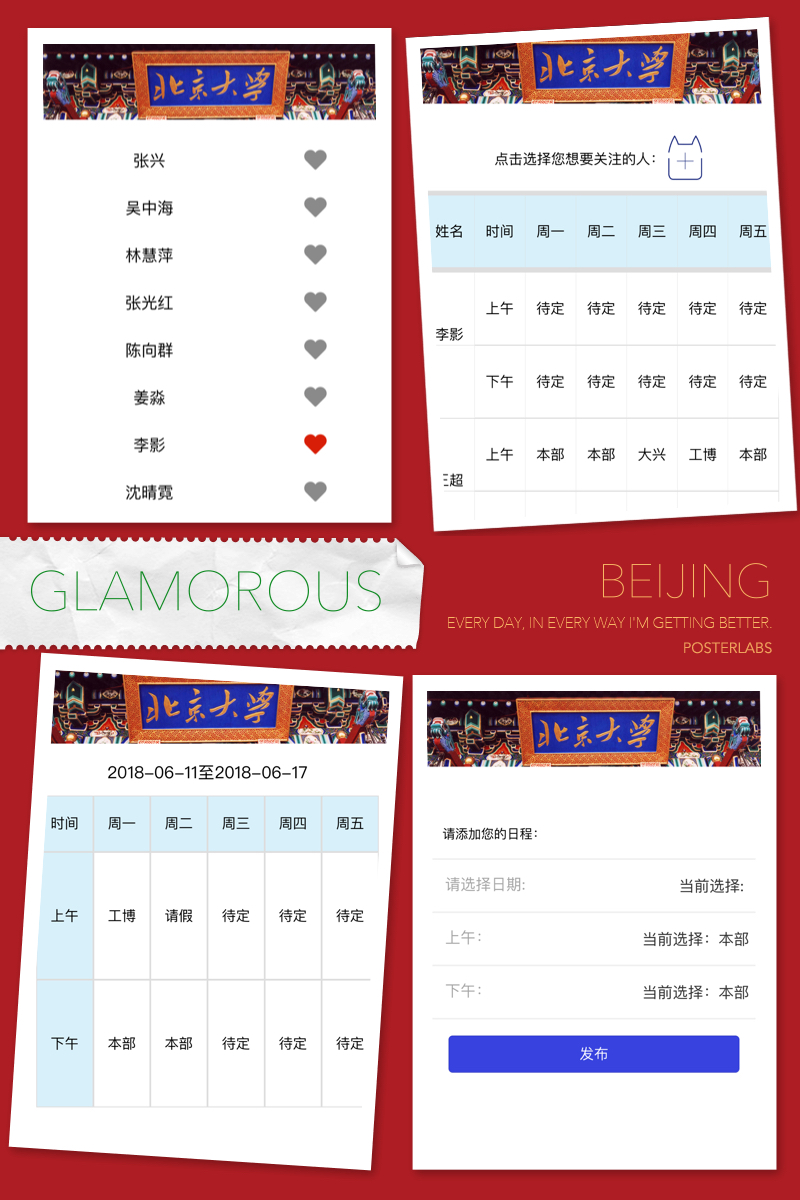 北京大学
张兴
吴中海
林慧萍
张光红
陈向群
姜淼
李影
沈晴霓
北京大学
点击选择您想要关注的人：
姓名 时间 周一 周二 周三 周四 周五
上午 待定 待定 待定 待定 待定
李影
下午 待定 待定 待定 待定 待定
上午 本部 本部 大兴 工博 本部
王超
GLAMOROUS
BEIJING
EVERY DAY, IN EVERY WAY I'M GETTING BETTER.
POSTERLABS
北京大学
2018-06-11至2018-06-17
时间 周一 周二 周三 周四 周五
上午 工博 请假 待定 待定 待定
下午 本部 本部 待定 待定 待定
北京大学
请添加您的日程：
请选择日期: 当前选择:
上午： 当前选择：本部
下午： 当前选择：本部
发布